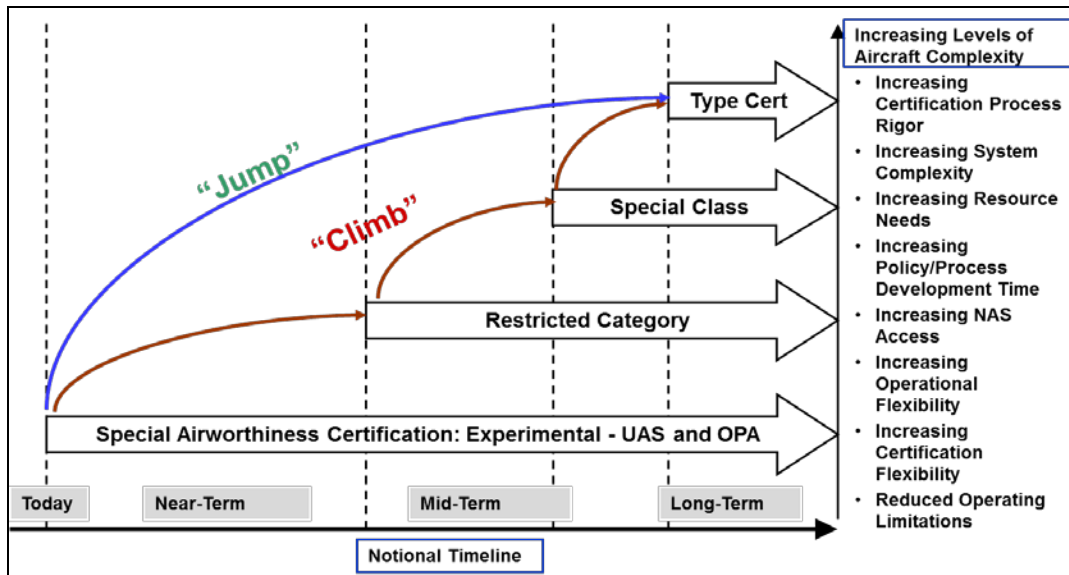 Increasing Levels of
Aircraft Complexity
• Increasing
Certification Process
Rigor
• Increasing System
Complexity
• Increasing Resource
Needs
• Increasing
Policy/Process
Development Time
• Increasing NAS
Access
• Increasing
Operational
Flexibility
• Increasing
Certification
Flexibility
• Reduced Operating
Limitations
Type Cert
"Jump"
"Climb"
Special Class
Restricted Category
Special Airworthiness Certification: Experimental - UAS and OPA
Today
Near-Term
Mid-Term
Long-Term
Notional Timeline